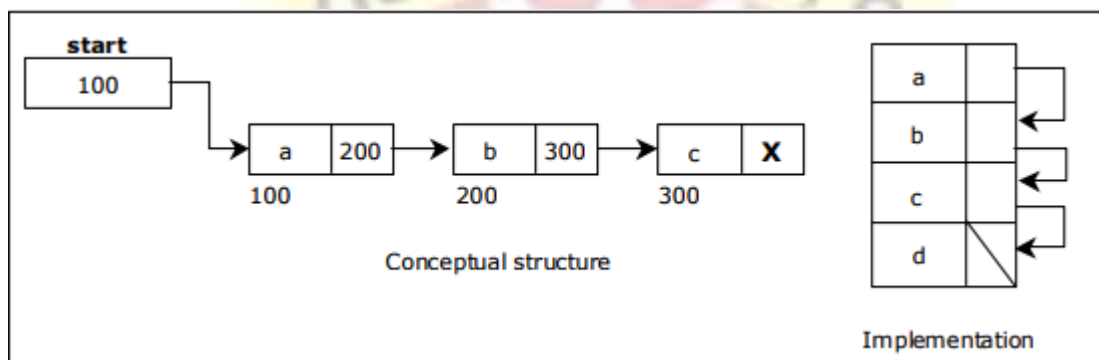 start
100
a 200
b 300
c X
100
200
300
Conceptual structure
a
b
c
d
Implementation